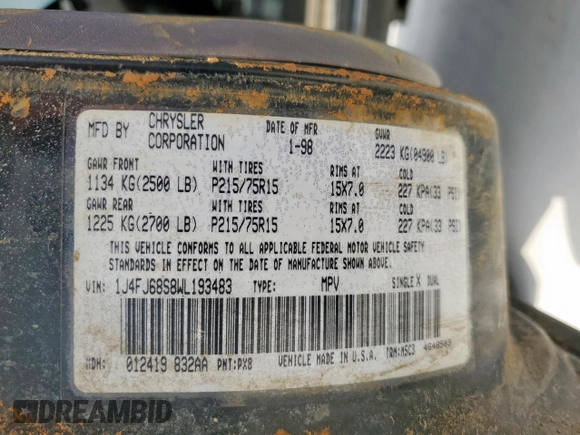 MFD BY CHRYSLER CORPORATION DATE OF MFR 1-98 GVWR 2223 KG(04900 LB)
GAWR FRONT WITH TIRES RIMS AT COLD
1134 KG(2500 LB) P215/75R15 15X7.0 227 KPA(33 PSI)
GAWR REAR WITH TIRES RIMS AT COLD
1225 KG(2700 LB) P215/75R15 15X7.0 227 KPA(33 PSI)
THIS VEHICLE CONFORMS TO ALL APPLICABLE FEDERAL MOTOR VEHICLE SAFETY
STANDARDS IN EFFECT ON THE DATE OF MANUFACTURE SHOWN ABOVE.
VIN: 1J4FJ68S8WL193483 TYPE: MPV SINGLE X DUAL
MDH: 012419 832AA PNT:PX8 VEHICLE MADE IN U.S.A. TRM:MSC3
DREAMBID